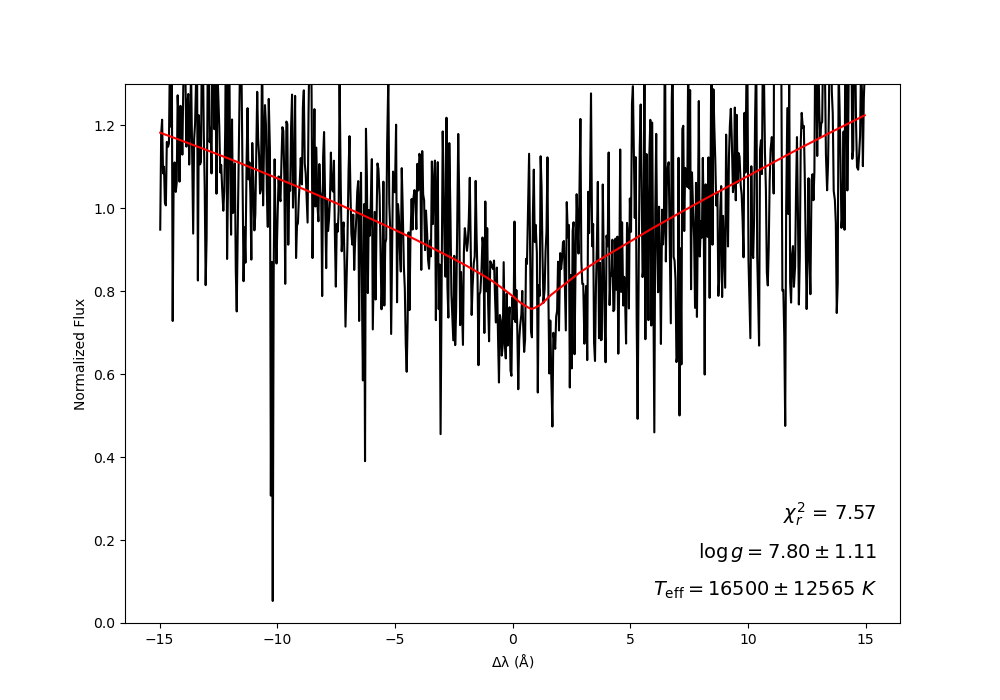 1.2
1.0
0.8
0.6
0.4
0.2
0.0
Normalized Flux
χ²ᵣ = 7.57
log g = 7.80 ± 1.11
T_eff = 16500 ± 12565 K
−15 −10 −5 0 5 10 15
Δλ (Å)